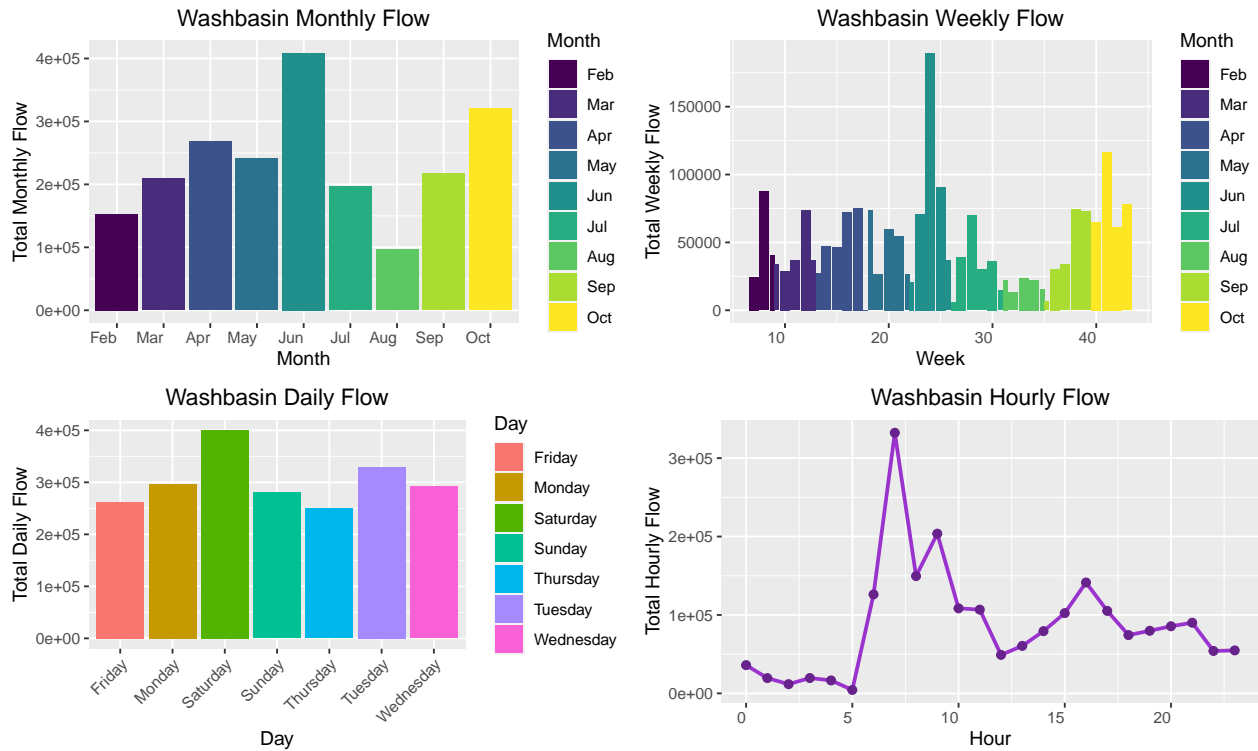 Washbasin Monthly Flow
Total Monthly Flow
4e+05
3e+05
2e+05
1e+05
0e+00
Feb Mar Apr May Jun Jul Aug Sep Oct
Month
Month
Feb
Mar
Apr
May
Jun
Jul
Aug
Sep
Oct
Washbasin Weekly Flow
Total Weekly Flow
150000
100000
50000
0
10 20 30 40
Week
Month
Feb
Mar
Apr
May
Jun
Jul
Aug
Sep
Oct
Washbasin Daily Flow
Total Daily Flow
4e+05
3e+05
2e+05
1e+05
0e+00
Friday Monday Saturday Sunday Thursday Tuesday Wednesday
Day
Day
Friday
Monday
Saturday
Sunday
Thursday
Tuesday
Wednesday
Washbasin Hourly Flow
Total Hourly Flow
3e+05
2e+05
1e+05
0e+00
0 5 10 15 20
Hour